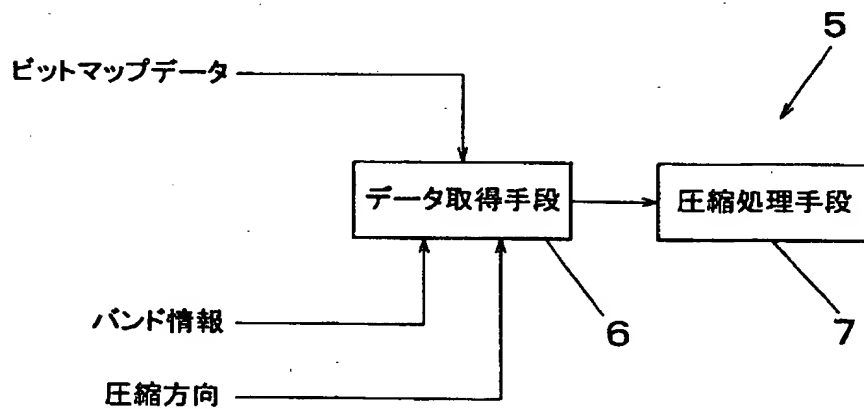 5
ビットマップデータ
データ取得手段
圧縮処理手段
バンド情報
6
7
圧縮方向